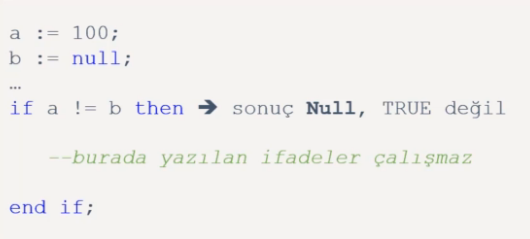 a := 100;
b := null;
…
if a != b then ➔ sonuç Null, TRUE değil
--burada yazılan ifadeler çalışmaz
end if;